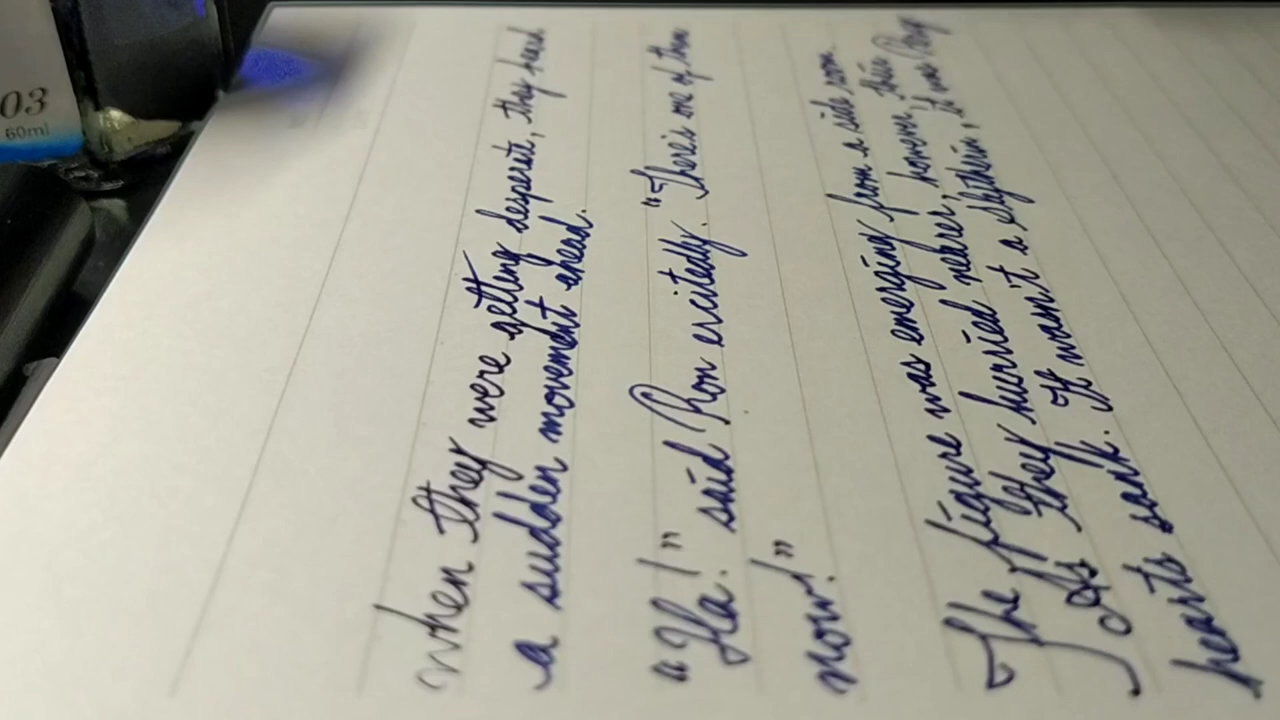 03
60ml
when they were getting desperate, they heard
a sudden movement ahead.
"Ha!" said Ron excitedly. "There's one of them
now!"
The figure was emerging from a side room.
As they hurried nearer, however, their
hearts sank. It wasn't a slytherin, it was Percy